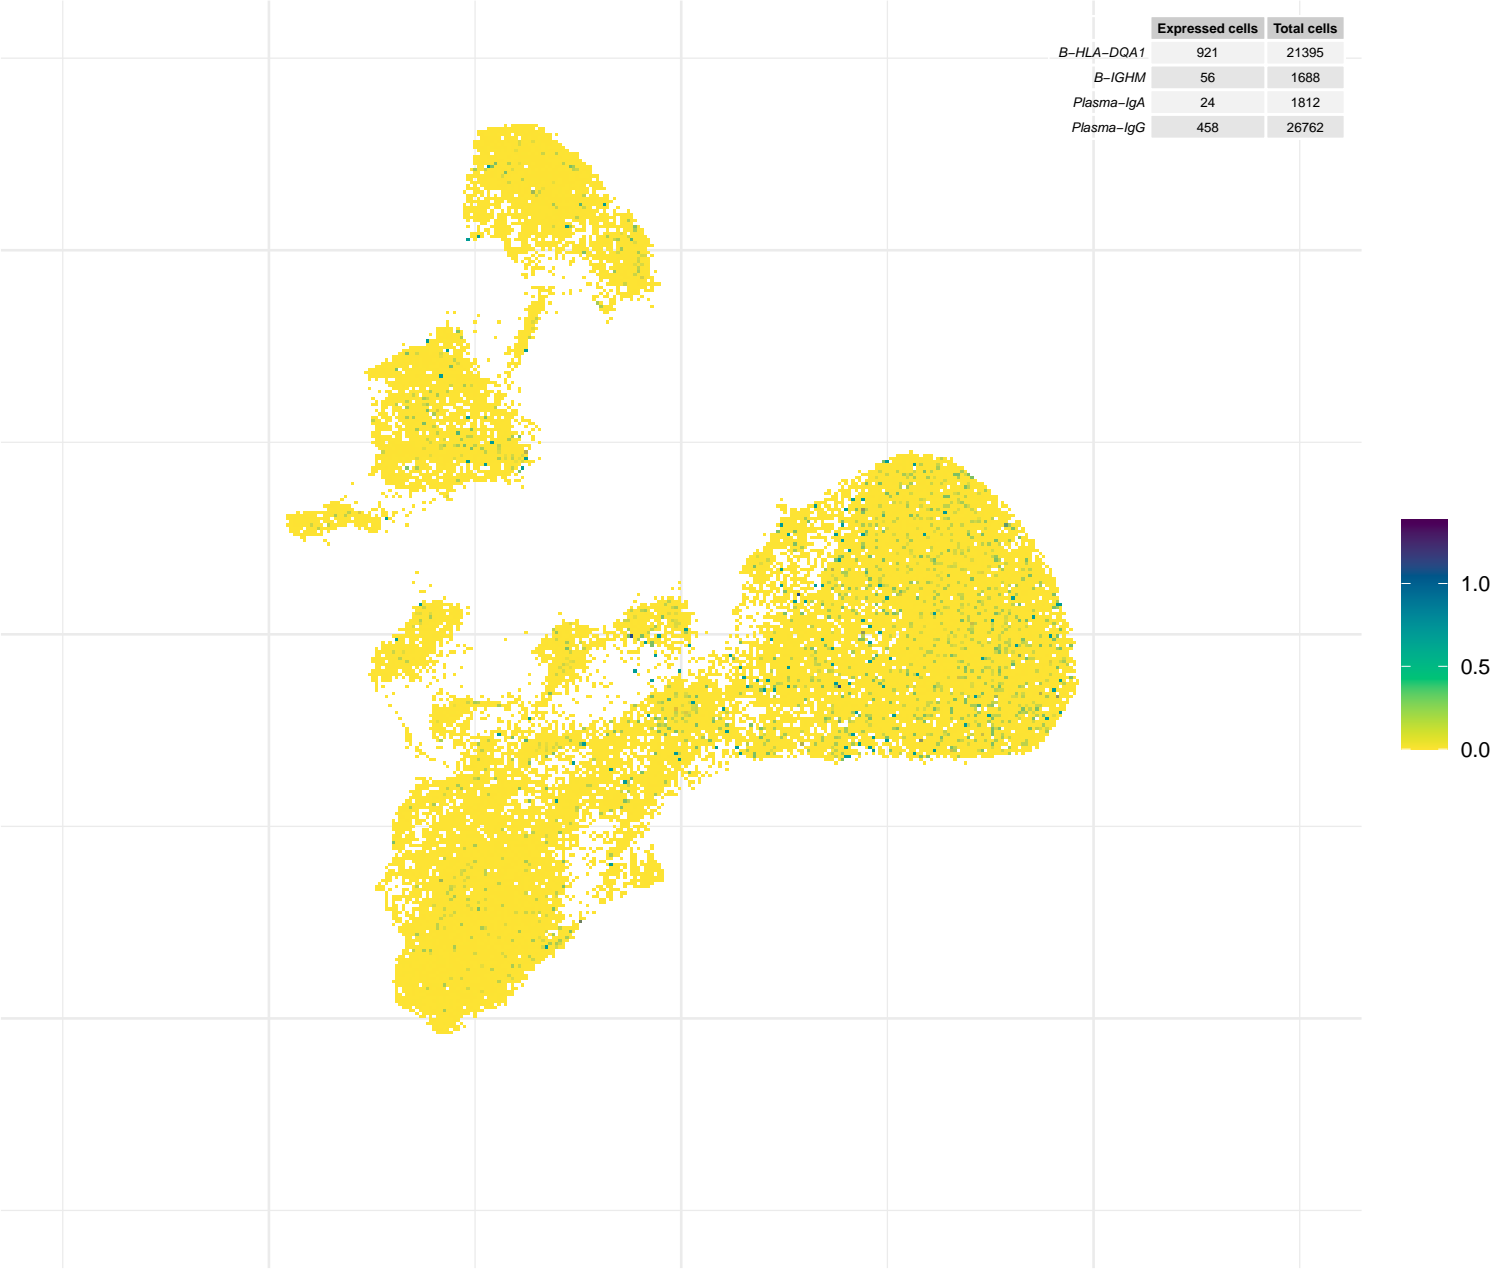 Expressed cells Total cells
B−HLA−DQA1 921 21395
B−IGHM 56 1688
Plasma−IgA 24 1812
Plasma−IgG 458 26762
1.0
0.5
0.0